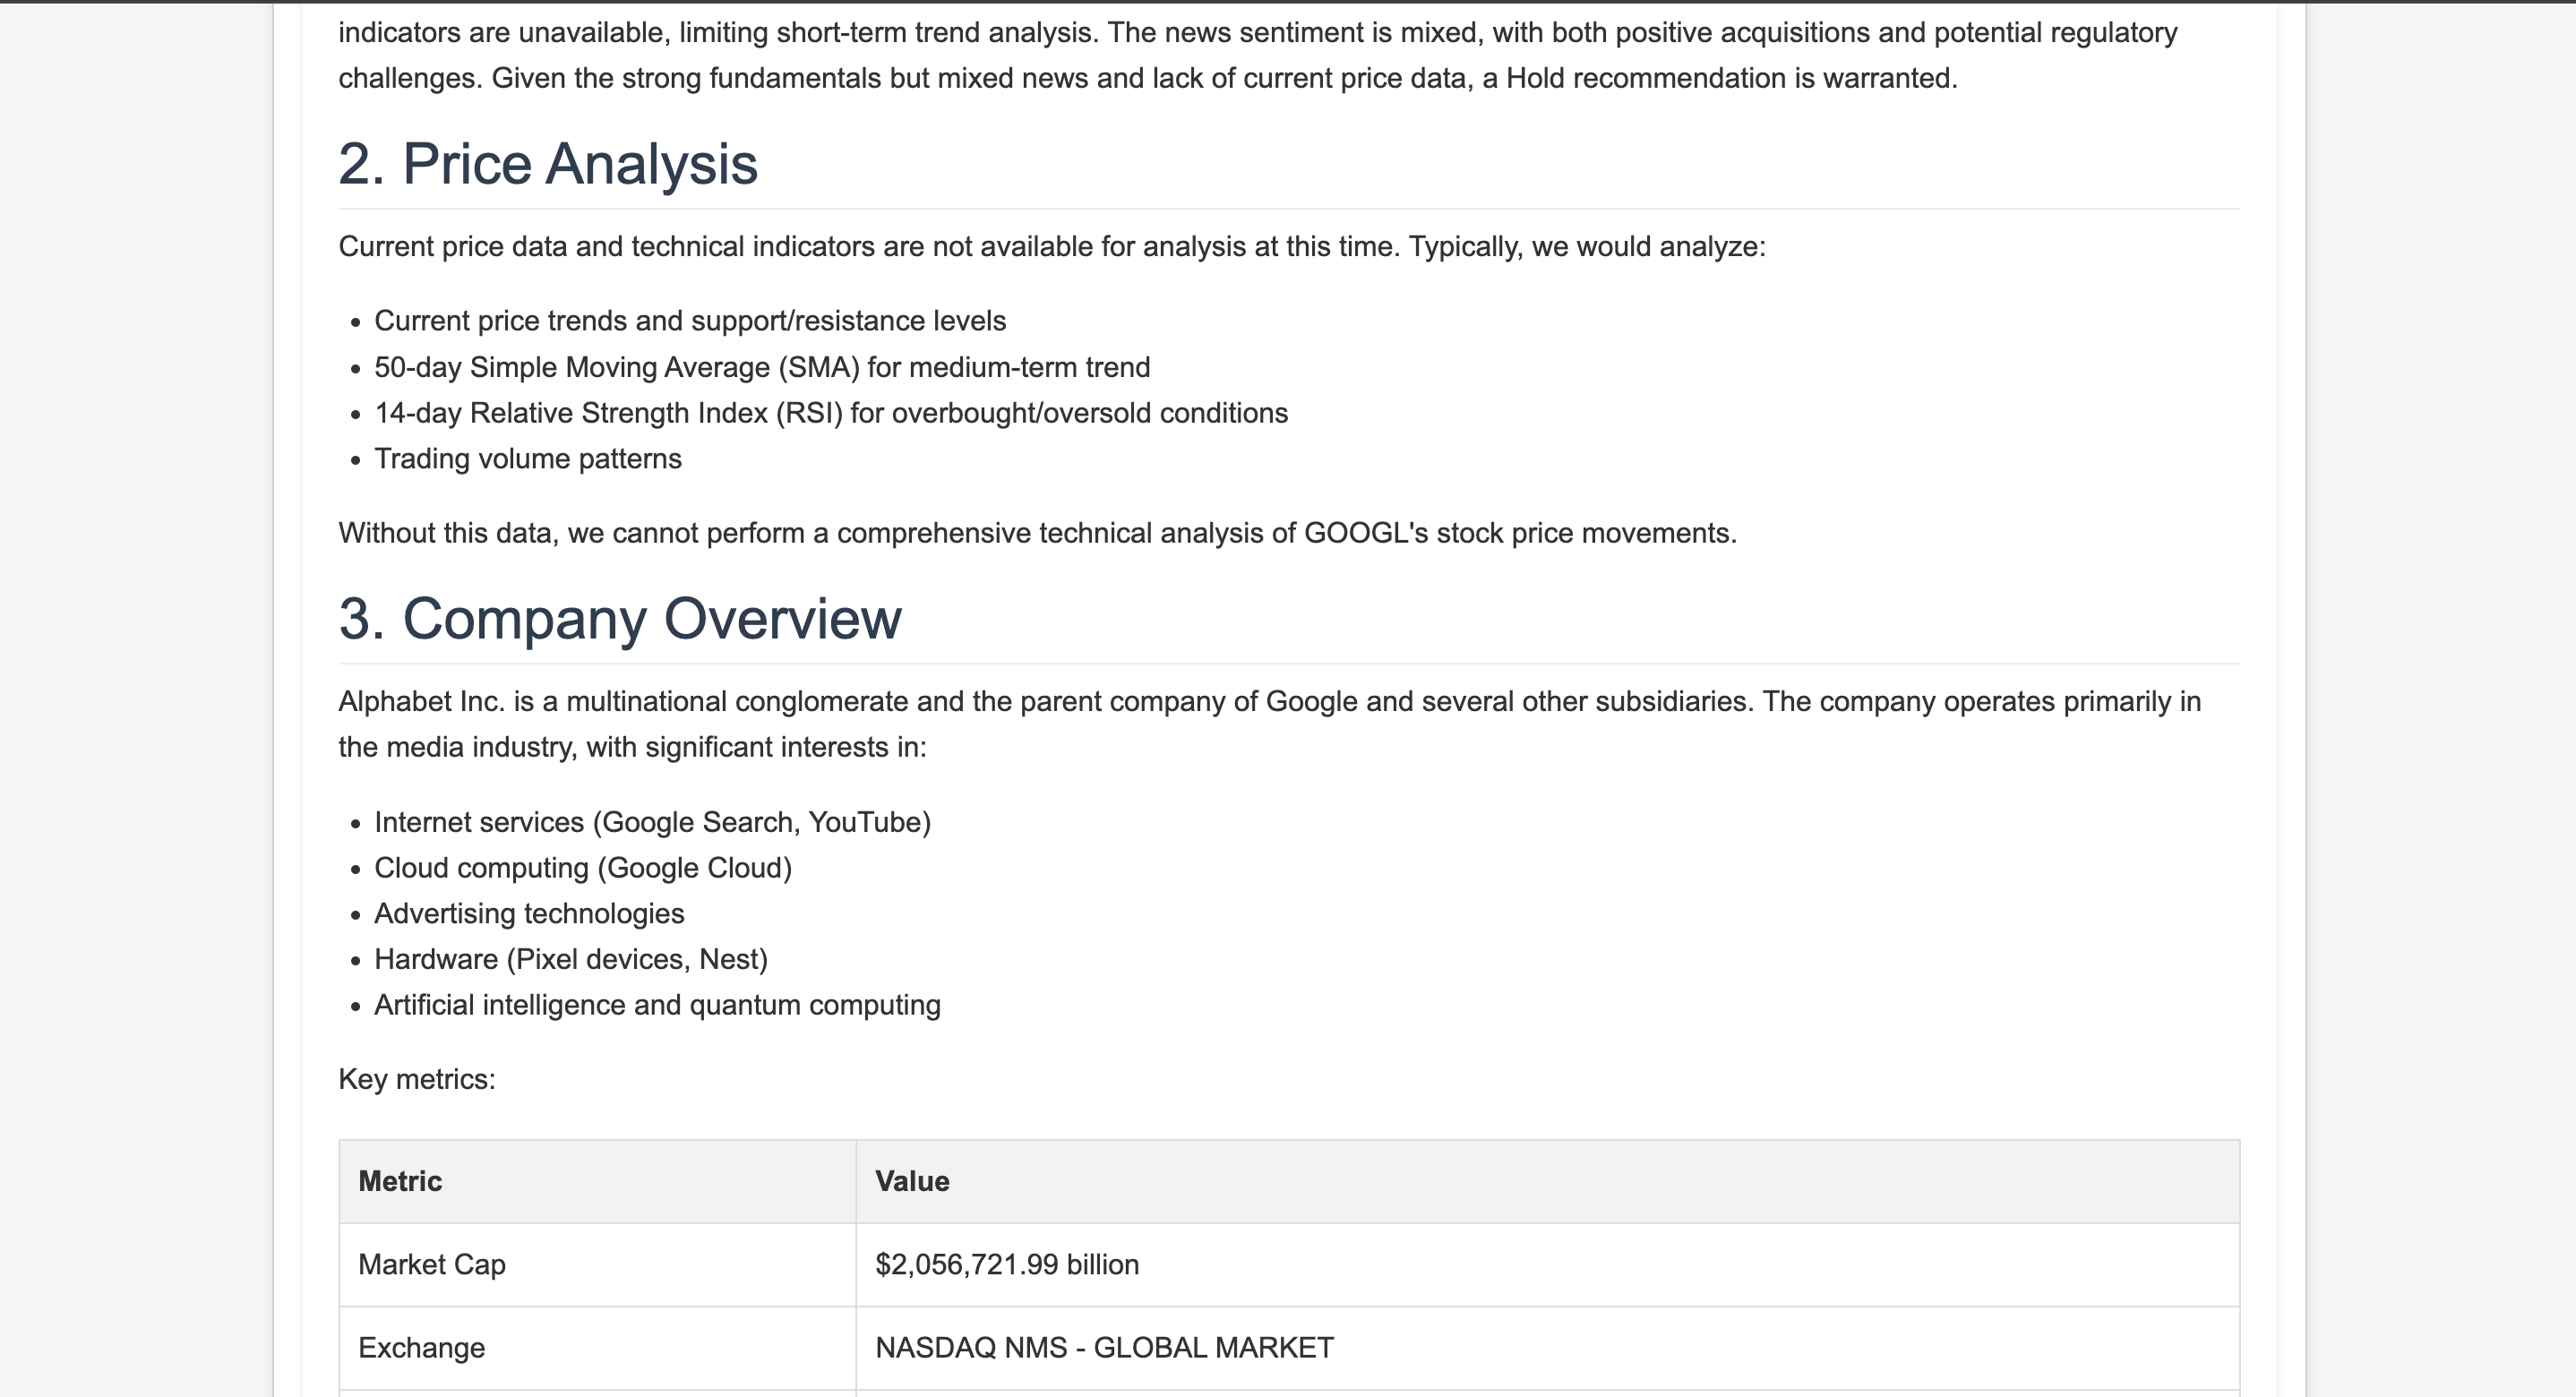 indicators are unavailable, limiting short-term trend analysis. The news sentiment is mixed, with both positive acquisitions and potential regulatory
challenges. Given the strong fundamentals but mixed news and lack of current price data, a Hold recommendation is warranted.
2. Price Analysis
Current price data and technical indicators are not available for analysis at this time. Typically, we would analyze:
• Current price trends and support/resistance levels
• 50-day Simple Moving Average (SMA) for medium-term trend
• 14-day Relative Strength Index (RSI) for overbought/oversold conditions
• Trading volume patterns
Without this data, we cannot perform a comprehensive technical analysis of GOOGL's stock price movements.
3. Company Overview
Alphabet Inc. is a multinational conglomerate and the parent company of Google and several other subsidiaries. The company operates primarily in
the media industry, with significant interests in:
• Internet services (Google Search, YouTube)
• Cloud computing (Google Cloud)
• Advertising technologies
• Hardware (Pixel devices, Nest)
• Artificial intelligence and quantum computing
Key metrics:
Metric Value
Market Cap $2,056,721.99 billion
Exchange NASDAQ NMS - GLOBAL MARKET